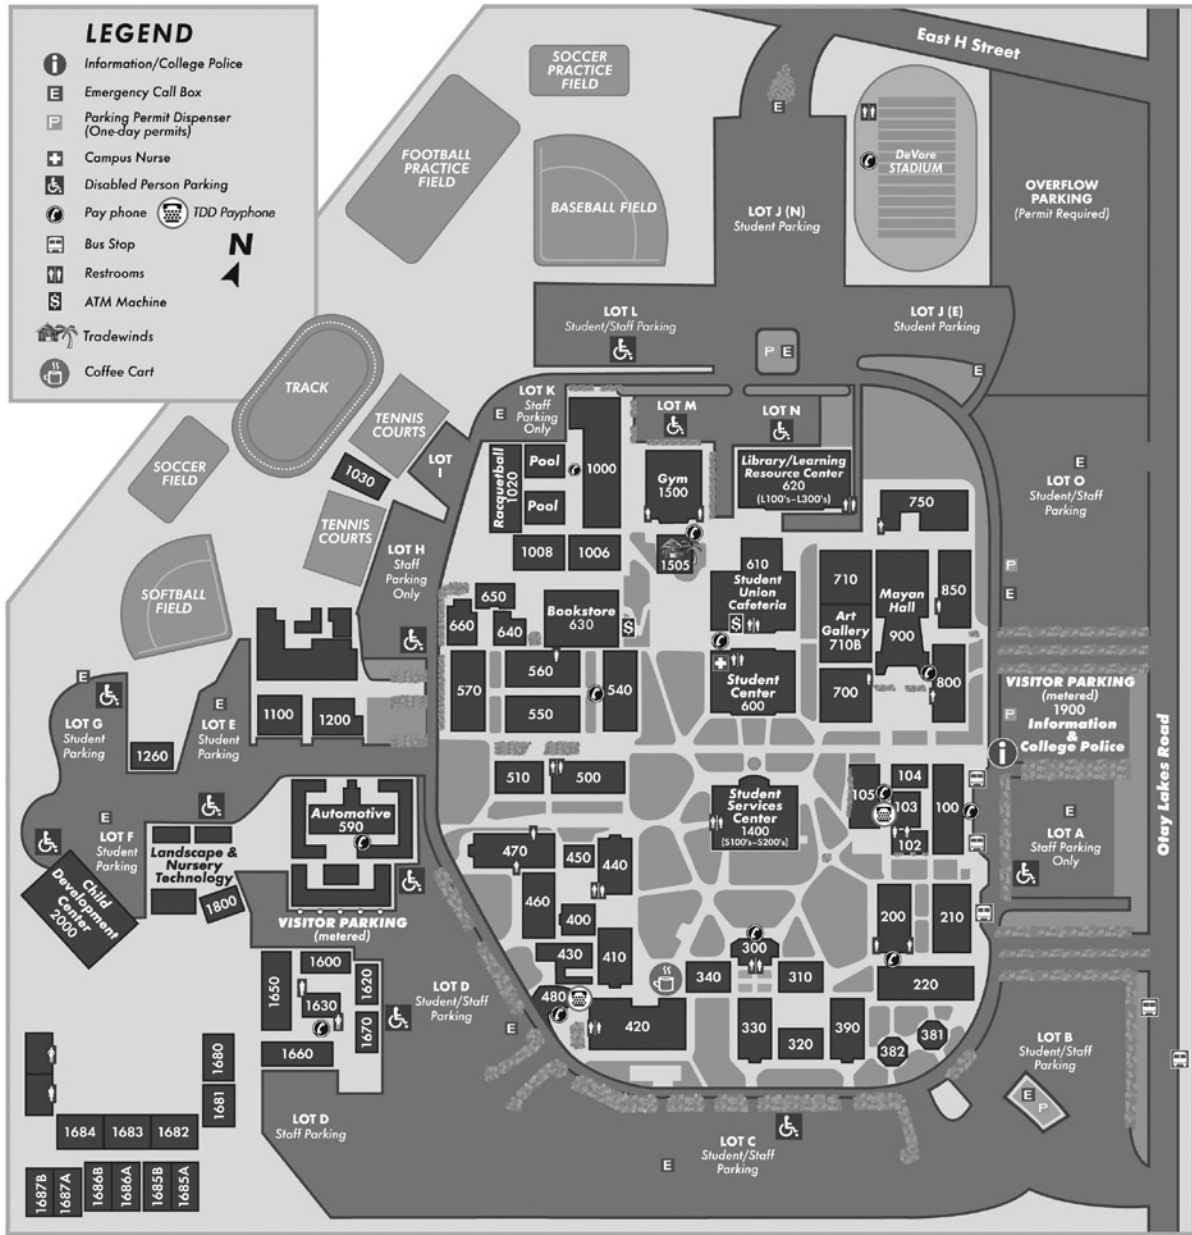 LEGEND
Information/College Police
E
Emergency Call Box
P
Parking Permit Dispenser
(One-day permits)
Campus Nurse
Disabled Person Parking
Pay phone
TDD Payphone
Bus Stop
N
Restrooms
$
ATM Machine
Tradewinds
Coffee Cart
East H Street
SOCCER
PRACTICE
FIELD
FOOTBALL
PRACTICE
FIELD
BASEBALL FIELD
E
LOT J (N)
Student Parking
DeVore
STADIUM
OVERFLOW
PARKING
(Permit Required)
LOT L
Student/Staff Parking
LOT J (E)
Student Parking
P E
E
TRACK
TENNIS
COURTS
LOT K
Staff
Parking
Only
E
LOT M
LOT N
SOCCER
FIELD
1030
LOT
I
Racquetball
1020
Pool
Pool
1000
Gym
1500
Library/Learning
Resource Center
620
(L100's–L300's)
E
LOT O
Student/Staff
Parking
750
TENNIS
COURTS
LOT H
Staff
Parking
Only
1008
1006
1505
610
Student
Union
Cafeteria
$
710
Art
Gallery
710B
Mayan
Hall
900
850
P
E
SOFTBALL
FIELD
650
660
640
Bookstore
630
$
570
560
550
540
Student
Center
600
700
800
VISITOR PARKING
(metered)
1900
Information
&
College Police
P
Otay Lakes Road
E
LOT G
Student
Parking
E
LOT E
Student
Parking
1100
1200
1260
510
500
Student
Services
Center
1400
(S100's–S200's)
105
104
103
102
100
E
LOT A
Staff Parking
Only
E
LOT F
Student
Parking
Automotive
590
Landscape &
Nursery
Technology
1800
Child
Development
Center
2000
VISITOR PARKING
(metered)
470
450
440
460
400
430
410
200
210
300
340
310
220
1600
1650
1630
1620
1670
1660
LOT D
Student/Staff
Parking
E
480
420
330
320
390
382
381
LOT B
Student/Staff
Parking
E
P
1680
1681
1684
1683
1682
1687B
1687A
1686B
1686A
1685B
1685A
LOT D
Staff Parking
LOT C
Student/Staff
Parking
E